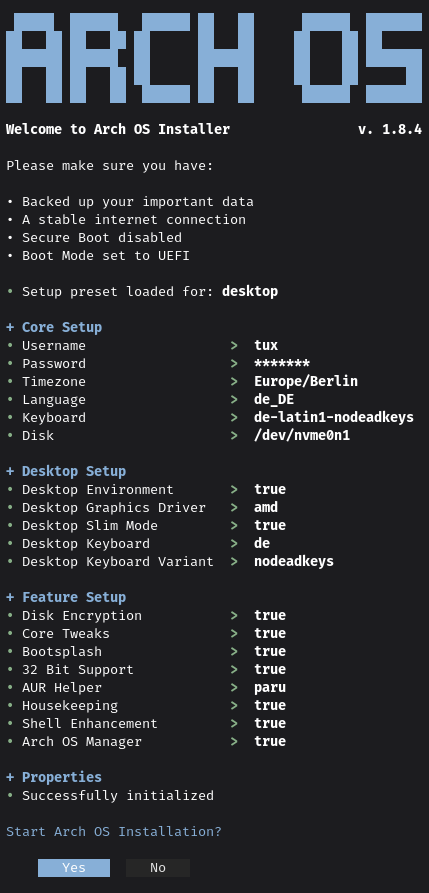 ARCH OS
Welcome to Arch OS Installer v. 1.8.4
Please make sure you have:
• Backed up your important data
• A stable internet connection
• Secure Boot disabled
• Boot Mode set to UEFI
• Setup preset loaded for: desktop
+ Core Setup
• Username > tux
• Password > *******
• Timezone > Europe/Berlin
• Language > de_DE
• Keyboard > de-latin1-nodeadkeys
• Disk > /dev/nvme0n1
+ Desktop Setup
• Desktop Environment > true
• Desktop Graphics Driver > amd
• Desktop Slim Mode > true
• Desktop Keyboard > de
• Desktop Keyboard Variant > nodeadkeys
+ Feature Setup
• Disk Encryption > true
• Core Tweaks > true
• Bootsplash > true
• 32 Bit Support > true
• AUR Helper > paru
• Housekeeping > true
• Shell Enhancement > true
• Arch OS Manager > true
+ Properties
• Successfully initialized
Start Arch OS Installation?
Yes No